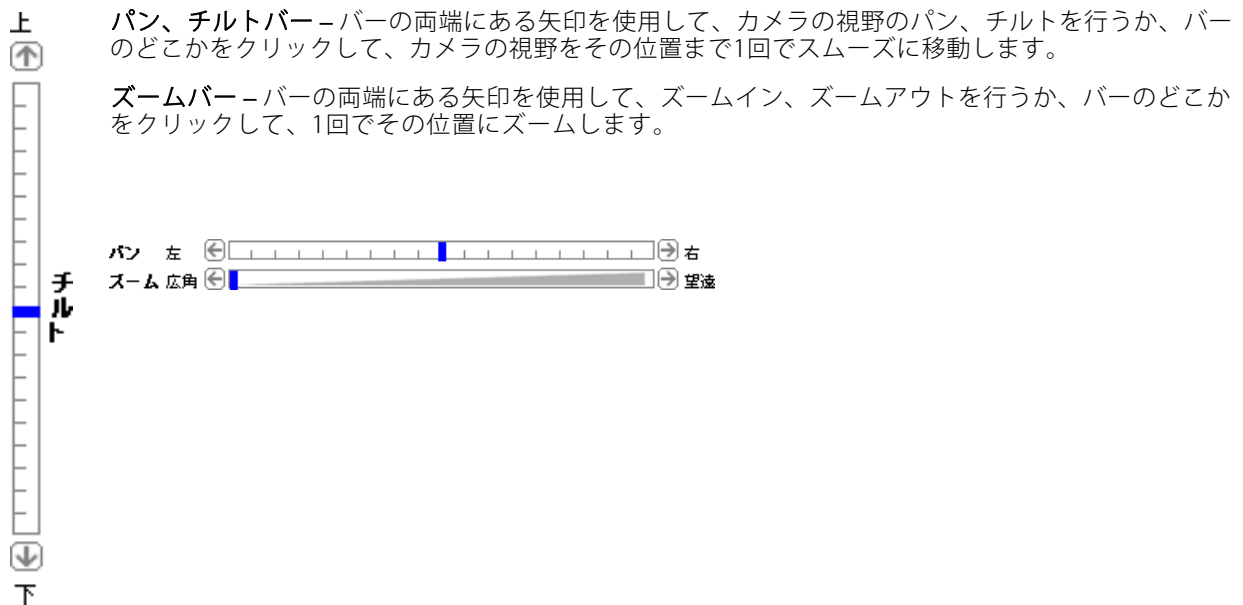 上
パン、チルトバー – バーの両端にある矢印を使用して、カメラの視野のパン、チルトを行うか、バー
のどこかをクリックして、カメラの視野をその位置まで1回でスムーズに移動します。
ズームバー – バーの両端にある矢印を使用して、ズームイン、ズームアウトを行うか、バーのどこか
をクリックして、1回でその位置にズームします。
パン 左 右
ズーム 広角 望遠
チルト
下